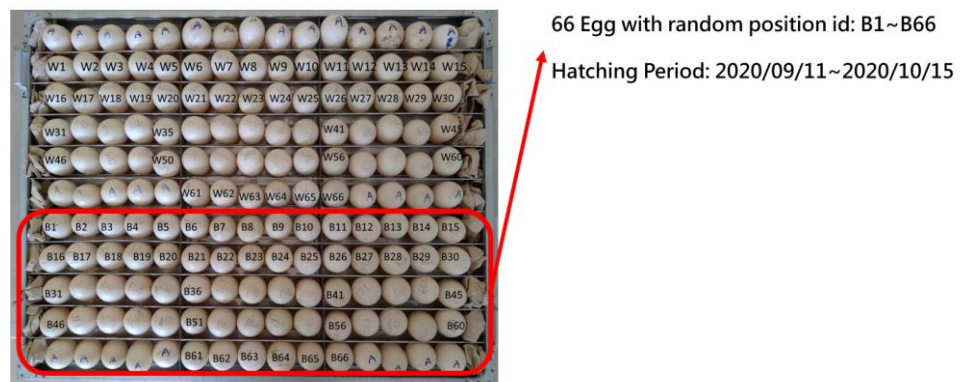 66 Egg with random position id: B1~B66
Hatching Period: 2020/09/11~2020/10/15
A A A A A A A A
W1 W2 W3 W4 W5 W6 W7 W8 W9 W10 W11 W12 W13 W14 W15
W16 W17 W18 W19 W20 W21 W22 W23 W24 W25 W26 W27 W28 W29 W30
W31 W35 W41 W45
W46 W50 W56 W60
A A A A A W61 W62 W63 W64 W65 W66 A A A A
B1 B2 B3 B4 B5 B6 B7 B8 B9 B10 B11 B12 B13 B14 B15
B16 B17 B18 B19 B20 B21 B22 B23 B24 B25 B26 B27 B28 B29 B30
B31 B36 B41 B45
B46 B51 B56 B60
A A A A A B61 B62 B63 B64 B65 B66 A A A A